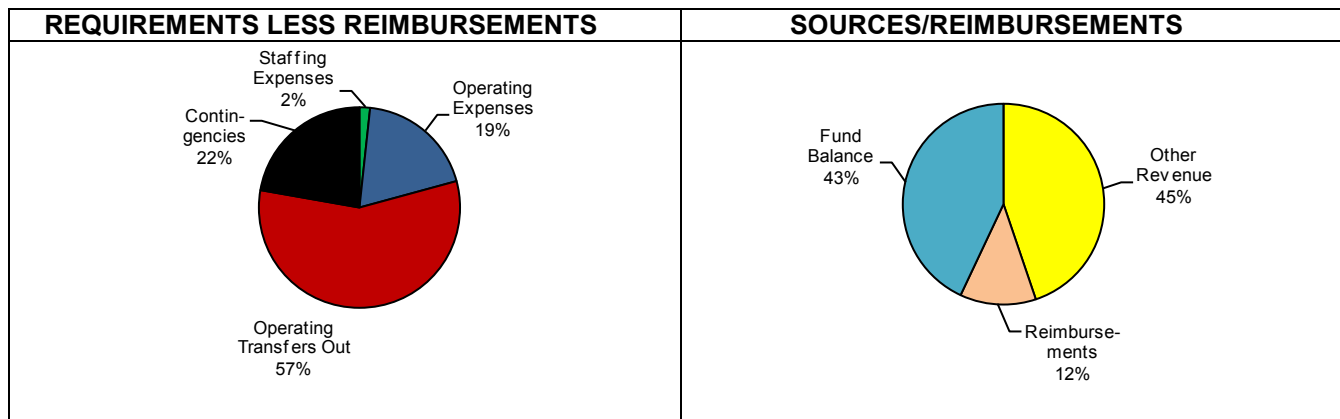 REQUIREMENTS LESS REIMBURSEMENTS
Staffing
Expenses
2%
Operating
Expenses
19%
Contin-
gencies
22%
Operating
Transfers Out
57%
SOURCES/REIMBURSEMENTS
Fund
Balance
43%
Other
Revenue
45%
Reimburse-
ments
12%